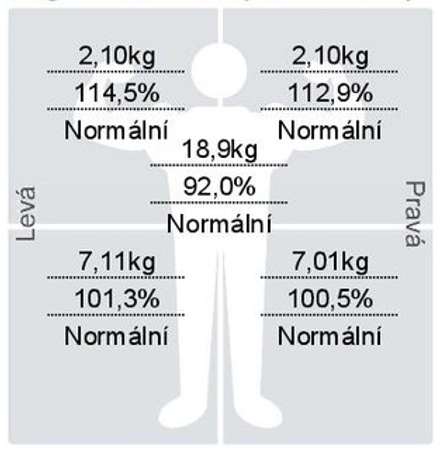 2,10kg
114,5%
Normální
2,10kg
112,9%
Normální
18,9kg
92,0%
Normální
Levá
Pravá
7,11kg
101,3%
Normální
7,01kg
100,5%
Normální